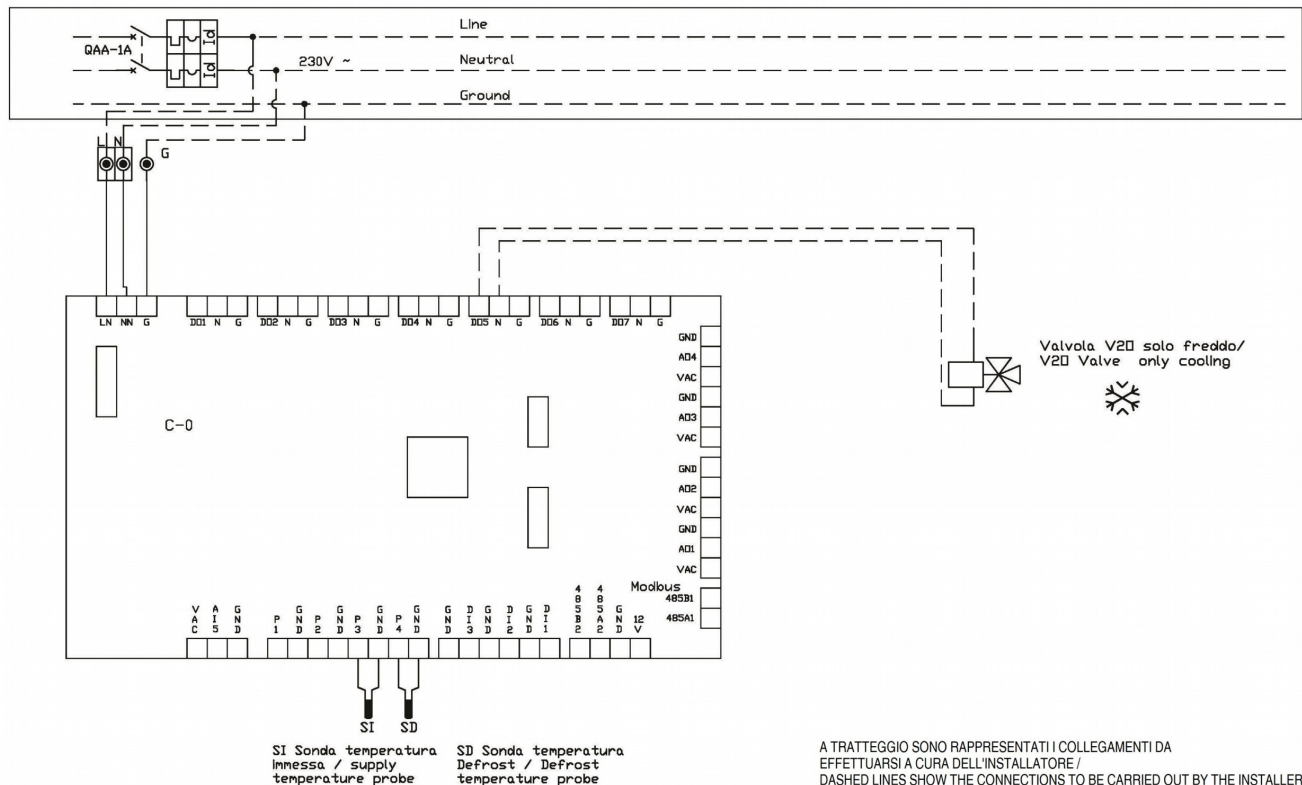 Line
QAA-1A
Id
230V ~
Neutral
Id
Ground
L N
G
LN NN G DO1 N G DO2 N G DO3 N G DO4 N G DO5 N G DO6 N G DO7 N G
GND
AO4
VAC
GND
AO3
VAC
GND
AO2
VAC
GND
AO1
VAC
Valvola V20 solo freddo/
V20 Valve only cooling
C-0
Modbus
485B1
485A1
VAC AI5 GND P1 GND P2 GND P3 GND P4 GND GND DI3 GND DI2 GND DI1 485B2 485A2 GND 12V
SI SD
SI Sonda temperatura
Immessa / supply
temperature probe
SD Sonda temperatura
Defrost / Defrost
temperature probe
A TRATTEGGIO SONO RAPPRESENTATI I COLLEGAMENTI DA
EFFETTUARSI A CURA DELL'INSTALLATORE /
DASHED LINES SHOW THE CONNECTIONS TO BE CARRIED OUT BY THE INSTALLER